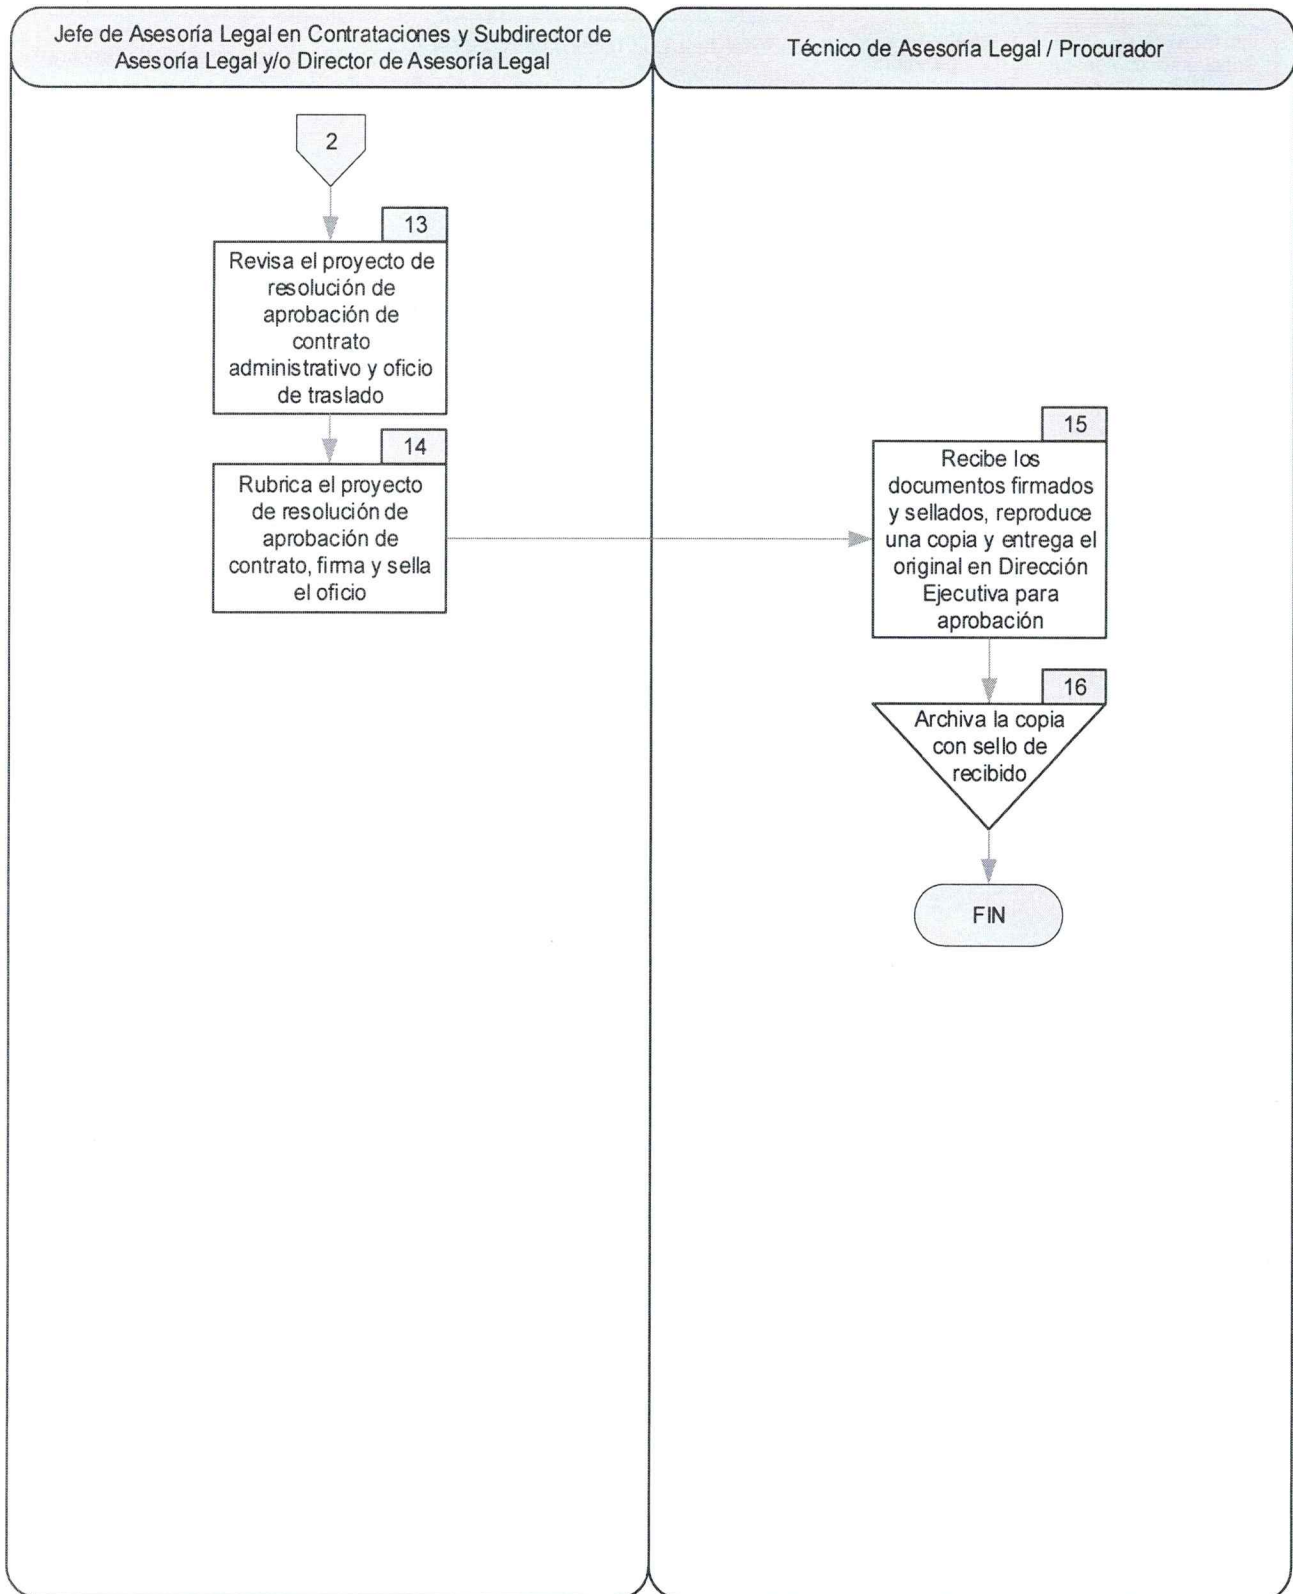 Jefe de Asesoría Legal en Contrataciones y Subdirector de
Asesoría Legal y/o Director de Asesoría Legal
Técnico de Asesoría Legal / Procurador
2
13
Revisa el proyecto de
resolución de
aprobación de
contrato
administrativo y oficio
de traslado
14
Rubrica el proyecto
de resolución de
aprobación de
contrato, firma y sella
el oficio
15
Recibe los
documentos firmados
y sellados, reproduce
una copia y entrega el
original en Dirección
Ejecutiva para
aprobación
16
Archiva la copia
con sello de
recibido
FIN